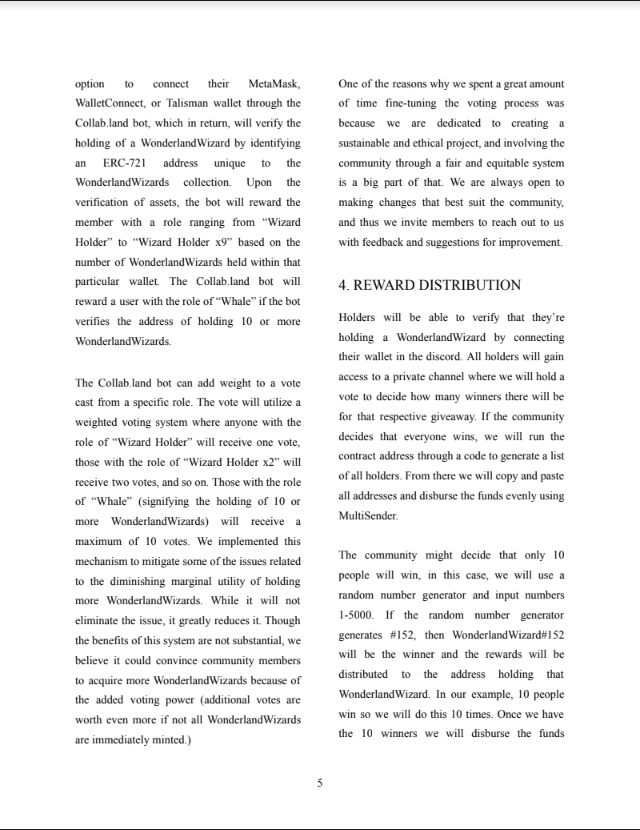 option to connect their MetaMask,
WalletConnect, or Talisman wallet through the
Collab.land bot, which in return, will verify the
holding of a WonderlandWizard by identifying
an ERC-721 address unique to the
WonderlandWizards collection. Upon the
verification of assets, the bot will reward the
member with a role ranging from “Wizard
Holder” to “Wizard Holder x9” based on the
number of WonderlandWizards held within that
particular wallet. The Collab.land bot will
reward a user with the role of “Whale” if the bot
verifies the address of holding 10 or more
WonderlandWizards.
The Collab.land bot can add weight to a vote
cast from a specific role. The vote will utilize a
weighted voting system where anyone with the
role of “Wizard Holder” will receive one vote,
those with the role of “Wizard Holder x2” will
receive two votes, and so on. Those with the role
of “Whale” (signifying the holding of 10 or
more WonderlandWizards) will receive a
maximum of 10 votes. We implemented this
mechanism to mitigate some of the issues related
to the diminishing marginal utility of holding
more WonderlandWizards. While it will not
eliminate the issue, it greatly reduces it. Though
the benefits of this system are not substantial, we
believe it could convince community members
to acquire more WonderlandWizards because of
the added voting power (additional votes are
worth even more if not all WonderlandWizards
are immediately minted.)
One of the reasons why we spent a great amount
of time fine-tuning the voting process was
because we are dedicated to creating a
sustainable and ethical project, and involving the
community through a fair and equitable system
is a big part of that. We are always open to
making changes that best suit the community,
and thus we invite members to reach out to us
with feedback and suggestions for improvement.
4. REWARD DISTRIBUTION
Holders will be able to verify that they’re
holding a WonderlandWizard by connecting
their wallet in the discord. All holders will gain
access to a private channel where we will hold a
vote to decide how many winners there will be
for that respective giveaway. If the community
decides that everyone wins, we will run the
contract address through a code to generate a list
of all holders. From there we will copy and paste
all addresses and disburse the funds evenly using
MultiSender.
The community might decide that only 10
people will win, in this case, we will use a
random number generator and input numbers
1-5000. If the random number generator
generates #152, then WonderlandWizard#152
will be the winner and the rewards will be
distributed to the address holding that
WonderlandWizard. In our example, 10 people
win so we will do this 10 times. Once we have
the 10 winners we will disburse the funds
5